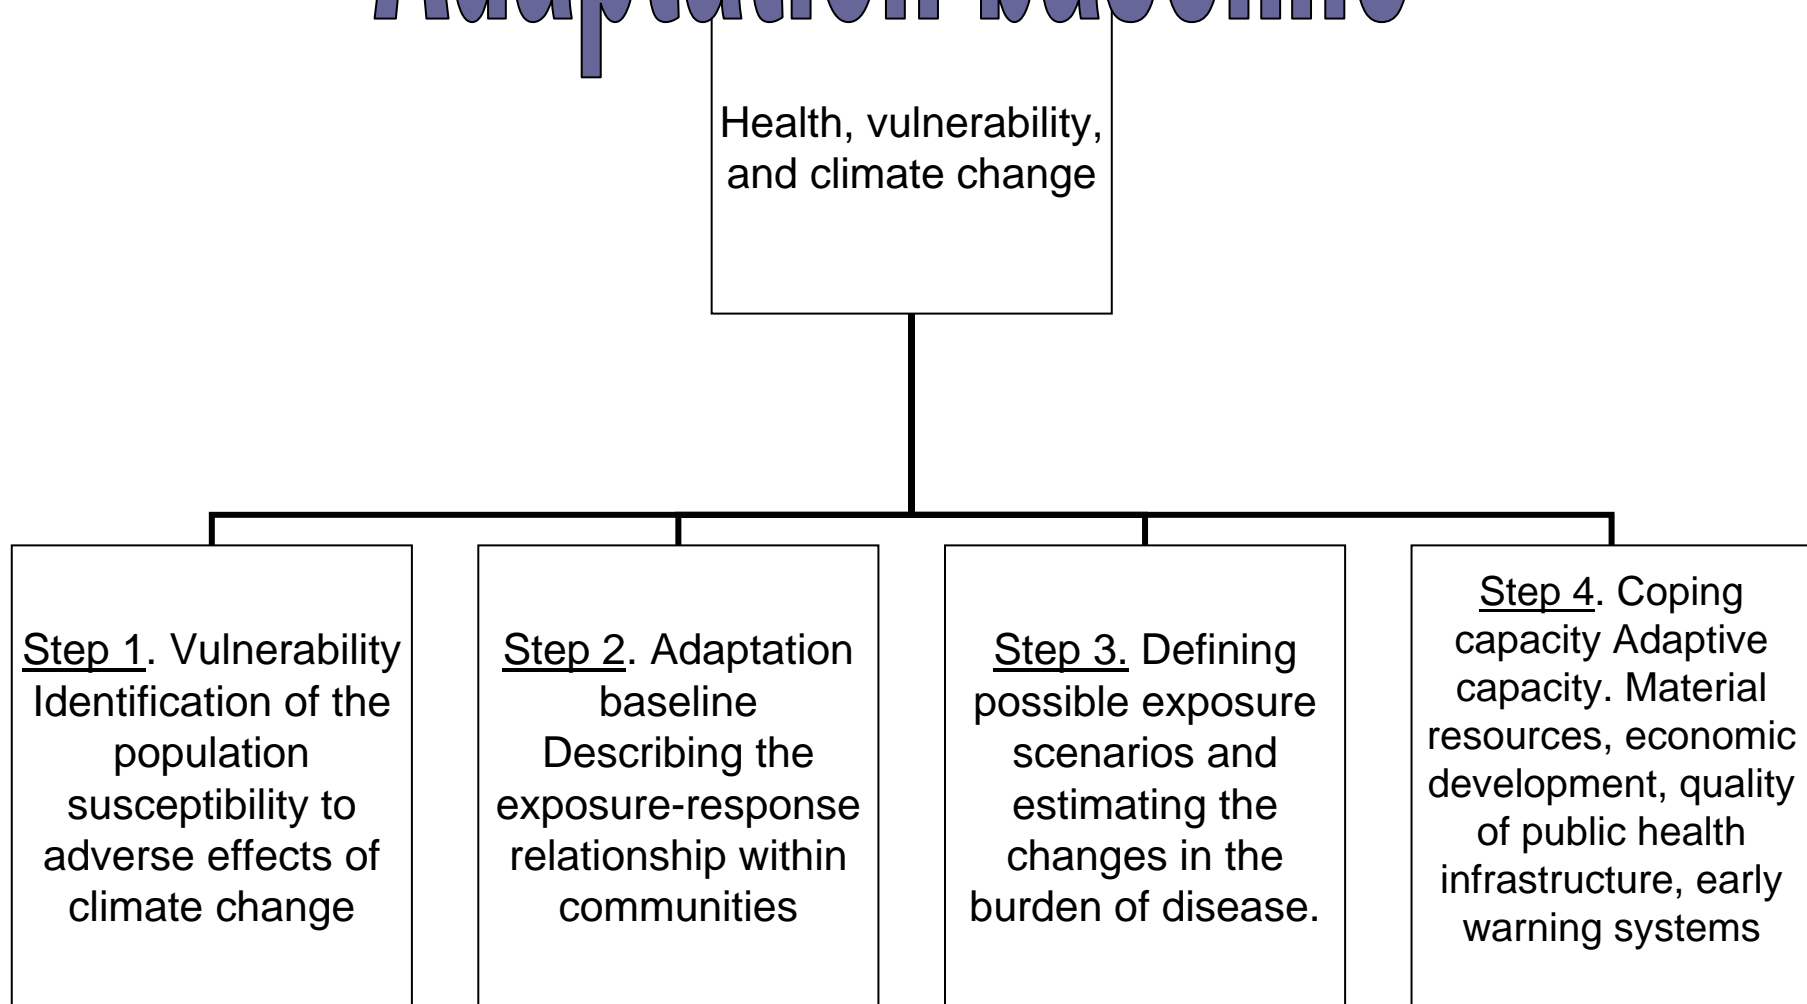 Adaptation baseline
Health, vulnerability,
and climate change
Step 1. Vulnerability
Identification of the
population
susceptibility to
adverse effects of
climate change
Step 2. Adaptation
baseline
Describing the
exposure-response
relationship within
communities
Step 3. Defining
possible exposure
scenarios and
estimating the
changes in the
burden of disease.
Step 4. Coping
capacity Adaptive
capacity. Material
resources, economic
development, quality
of public health
infrastructure, early
warning systems